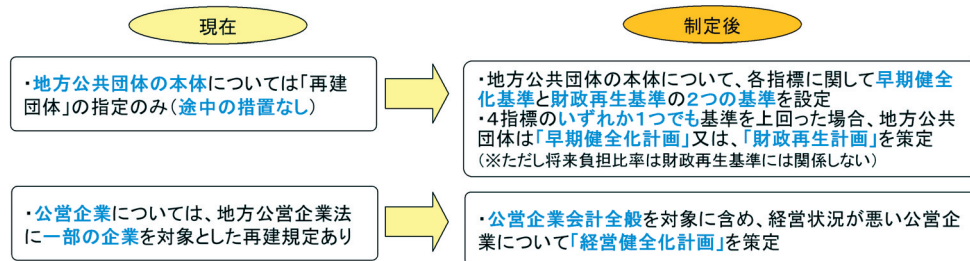 現在
制定後
・地方公共団体の本体については「再建
団体」の指定のみ（途中の措置なし）
・地方公共団体の本体について、各指標に関して早期健全
化基準と財政再生基準の2つの基準を設定
・4指標のいずれか1つでも基準を上回った場合、地方公共
団体は「早期健全化計画」又は、「財政再生計画」を策定
（※ただし将来負担比率は財政再生基準には関係しない）
・公営企業については、地方公営企業法
に一部の企業を対象とした再建規定あり
・公営企業会計全般を対象に含め、経営状況が悪い公営企
業について「経営健全化計画」を策定